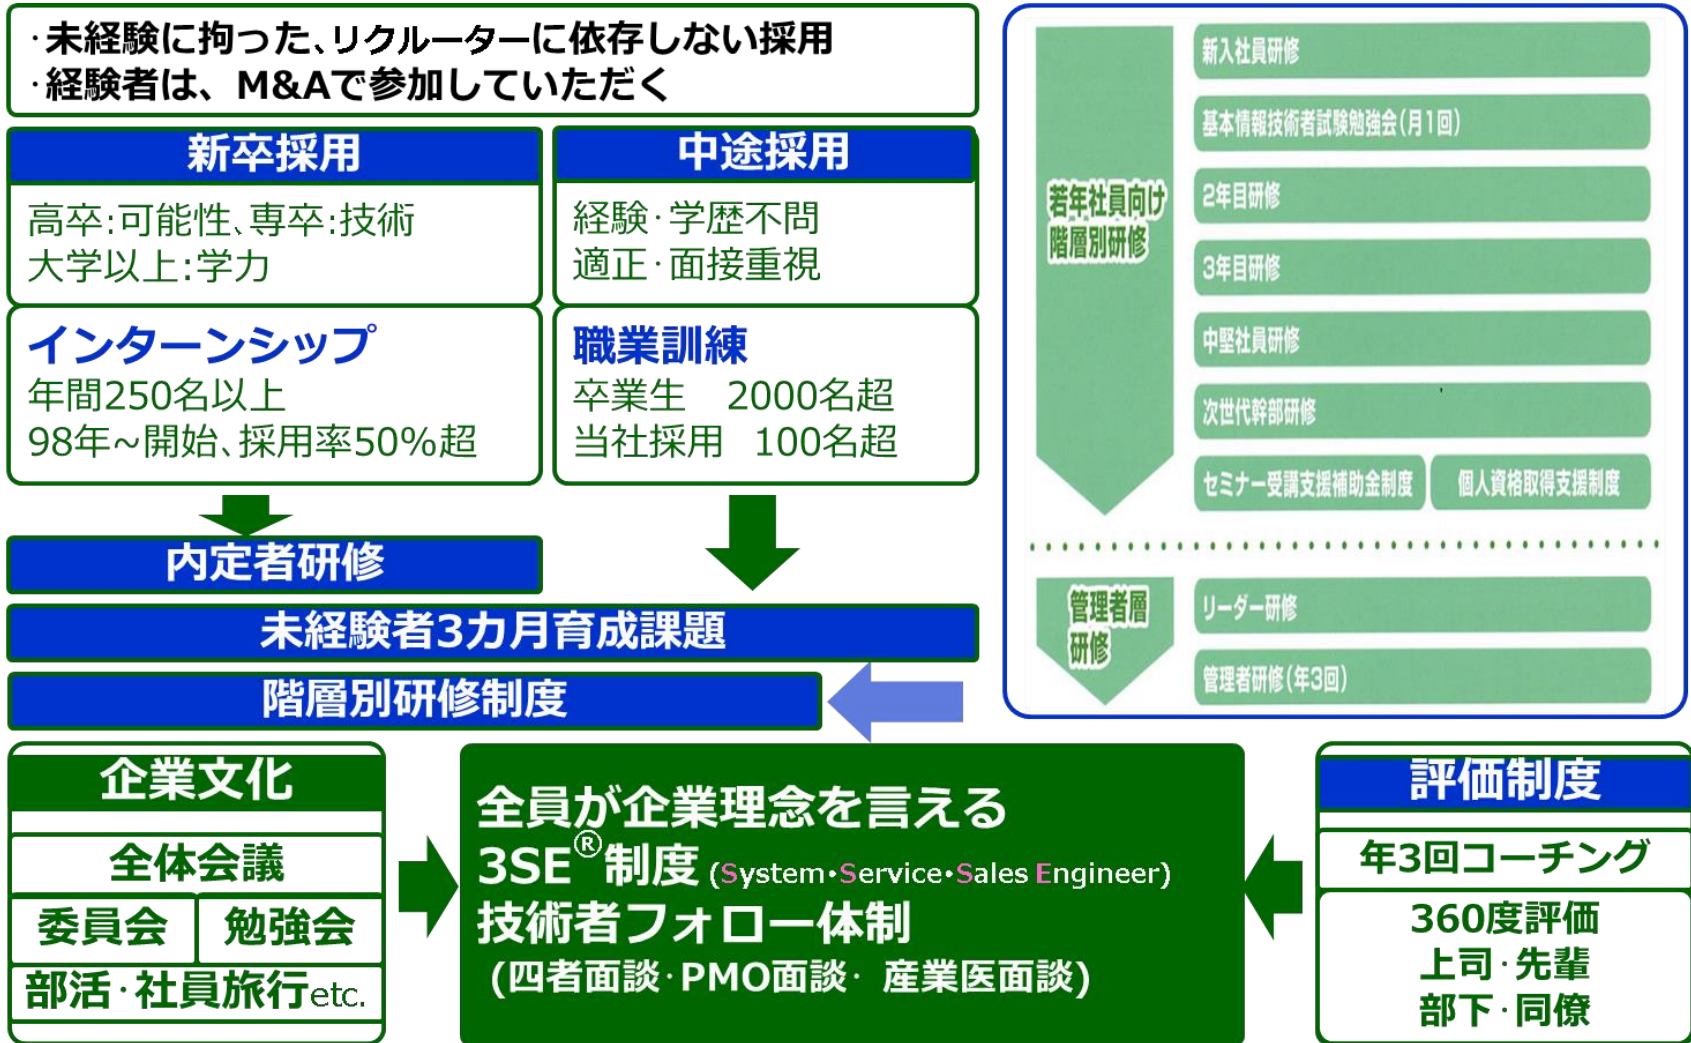 ·未経験に拘った、リクルーターに依存しない採用
·経験者は、M&Aで参加していただく
新卒採用
高卒:可能性、専卒:技術
大学以上:学力
インターンシップ
年間250名以上
98年~開始、採用率50%超
中途採用
経験·学歴不問
適正·面接重視
職業訓練
卒業生 2000名超
当社採用 100名超
内定者研修
未経験者3カ月育成課題
階層別研修制度
若年社員向け
階層別研修
新入社員研修
基本情報技術者試験勉強会(月1回)
2年目研修
3年目研修
中堅社員研修
次世代幹部研修
セミナー受講支援補助金制度 個人資格取得支援制度
管理者層
研修
リーダー研修
管理者研修(年3回)
企業文化
全体会議
委員会 勉強会
部活·社員旅行etc.
全員が企業理念を言える
3SE®制度 (System・Service・Sales Engineer)
技術者フォロー体制
(四者面談·PMO面談· 産業医面談)
評価制度
年3回コーチング
360度評価
上司·先輩
部下·同僚